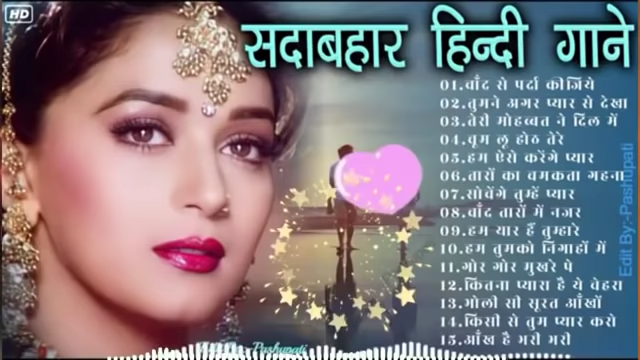 HD
सदाबहार हिन्दी गाने
01.चाँद से पर्दा कीजिये
02.तुमने अगर प्यार से देखा
03.तेरी मोहब्बत ने दिल में
04.चूम लू होठ तेरे
05.हम ऐसे करेंगे प्यार
06.तारों का चमकता गहना
07.सोचेंगे तुम्हें प्यार
08.चाँद तारों में नजर
09.हम यार हैं तुम्हारे
10.हम तुमको निगाहों में
11.गोर गोर मुखरे पे
12.कितना प्यारा है ये चेहरा
13.भोली सी सूरत आँखों
14.किसी से तुम प्यार करो
15.आँख है भरी भरी
Edit By:-Pashupati
Pashupati